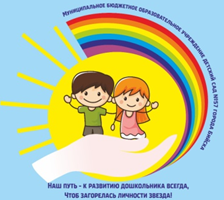 Муниципальное бюджетное образовательное учреждение детский сад №57 города Бийска
Наш путь - к развитию дошкольника всегда,
Чтоб загорелась личности звезда!